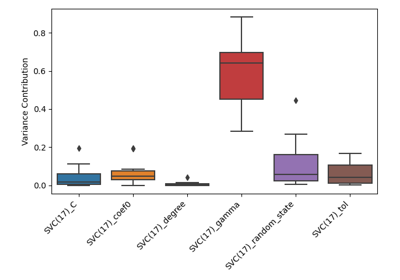 0.8
0.6
0.4
0.2
0.0
Variance Contribution
SVC(17)_C
SVC(17)_coef0
SVC(17)_degree
SVC(17)_gamma
SVC(17)_random_state
SVC(17)_tol